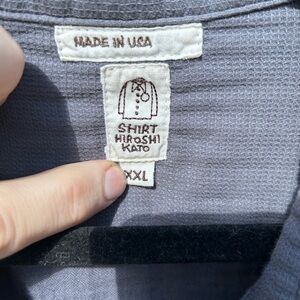 MADE IN USA
SHIRT
HIROSHI
KATO
XXL